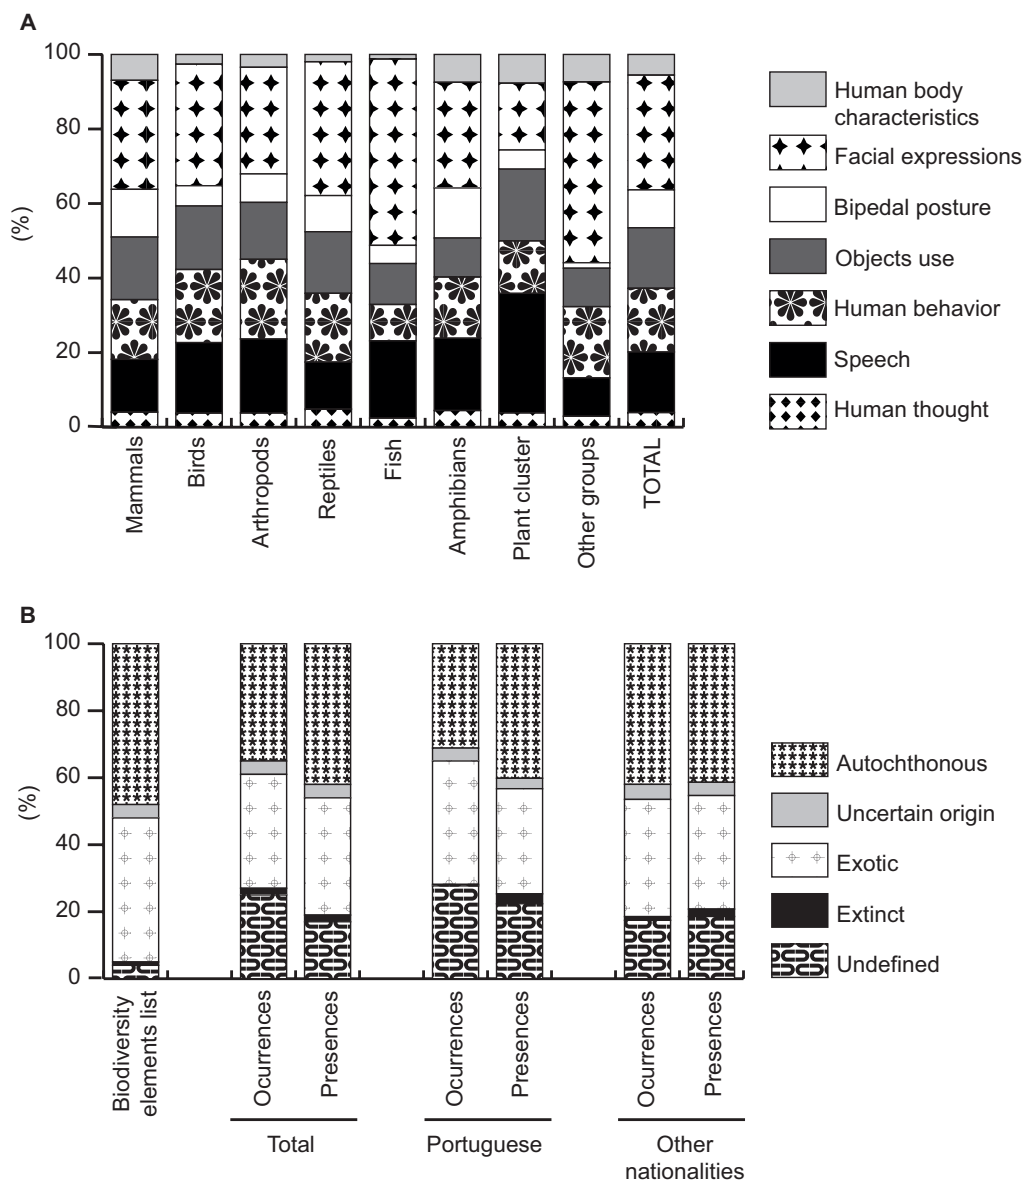 A
100
80
60
40
20
0
(%)
Mammals
Birds
Arthropods
Reptiles
Fish
Amphibians
Plant cluster
Other groups
TOTAL
Human body
characteristics
Facial expressions
Bipedal posture
Objects use
Human behavior
Speech
Human thought
B
100
80
60
40
20
0
(%)
Biodiversity
elements list
Ocurrences
Presences
Ocurrences
Presences
Ocurrences
Presences
Total
Portuguese
Other
nationalities
Autochthonous
Uncertain origin
Exotic
Extinct
Undefined